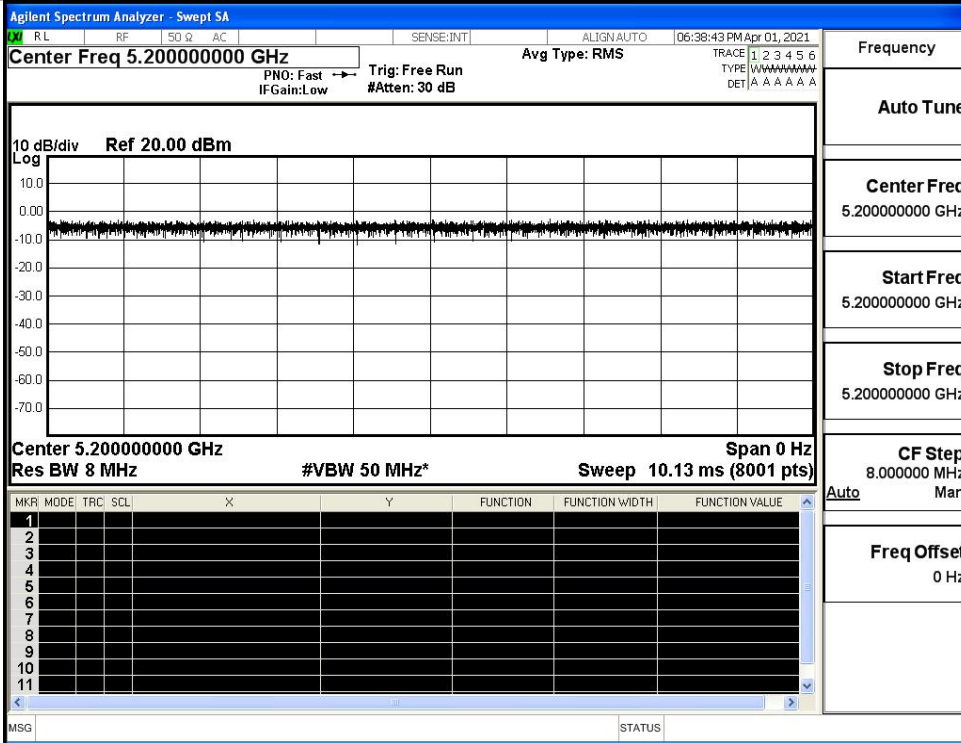 Agilent Spectrum Analyzer - Swept SA
LXI RL RF 50 Ω AC SENSE:INT ALIGN AUTO 06:38:43 PM Apr 01, 2021
Center Freq 5.200000000 GHz
PNO: Fast
IFGain:Low
Trig: Free Run
#Atten: 30 dB
Avg Type: RMS
TRACE 1 2 3 4 5 6
TYPE WWWWWW
DET A A A A A A
10 dB/div Ref 20.00 dBm
Log
10.0
0.00
-10.0
-20.0
-30.0
-40.0
-50.0
-60.0
-70.0
Center 5.200000000 GHz Span 0 Hz
Res BW 8 MHz #VBW 50 MHz* Sweep 10.13 ms (8001 pts)
MKR MODE TRC SCL X Y FUNCTION FUNCTION WIDTH FUNCTION VALUE
1
2
3
4
5
6
7
8
9
10
11
MSG STATUS
Frequency
Auto Tune
Center Freq
5.200000000 GHz
Start Freq
5.200000000 GHz
Stop Freq
5.200000000 GHz
CF Step
8.000000 MHz
Auto Man
Freq Offset
0 Hz